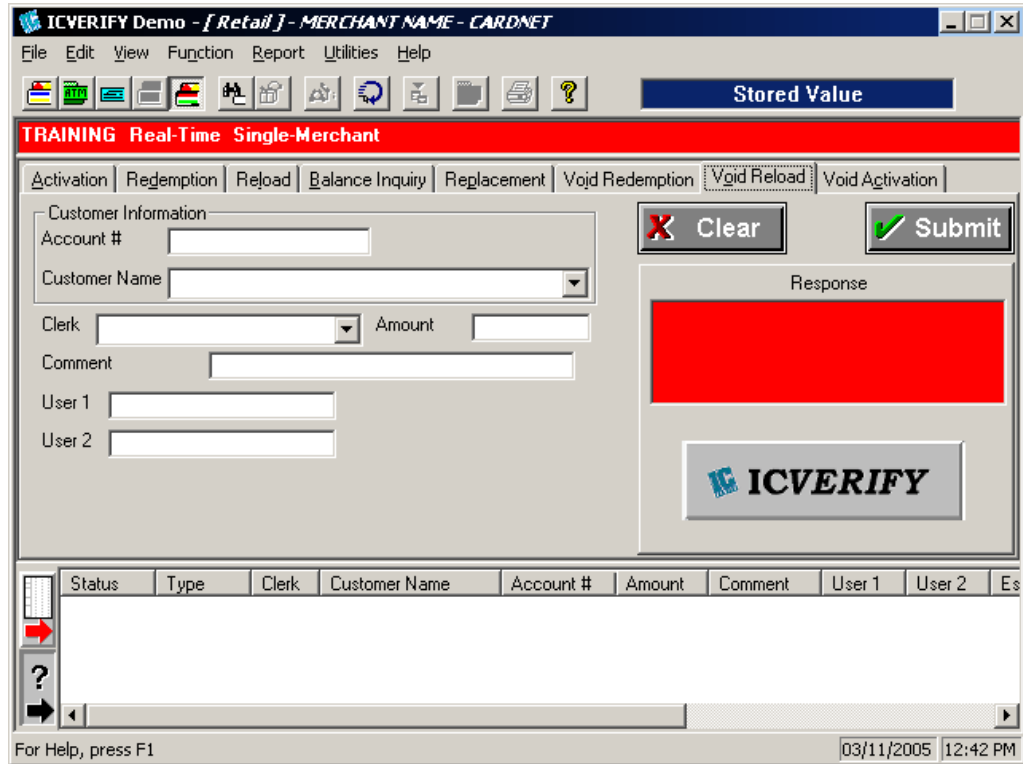 ICVERIFY Demo - [ Retail ] - MERCHANT NAME - CARDNET
File Edit View Function Report Utilities Help
ATM
Stored Value
TRAINING Real-Time Single-Merchant
Activation Redemption Reload Balance Inquiry Replacement Void Redemption Void Reload Void Activation
Customer Information
Account #
Customer Name
Clerk Amount
Comment
User 1
User 2
Clear Submit
Response
IC ICVERIFY
Status Type Clerk Customer Name Account # Amount Comment User 1 User 2 Es
?
For Help, press F1 03/11/2005 12:42 PM